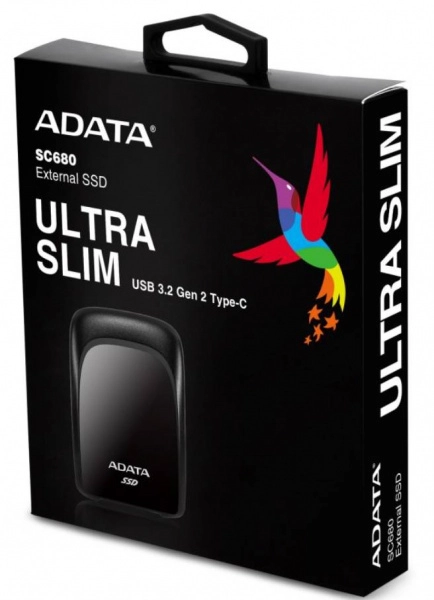 ADATA®
SC680
External SSD
ULTRA
SLIM
USB 3.2 Gen 2 Type-C
ADATA
SSD
ULTRA SLIM
ADATA®
SC680
External SSD